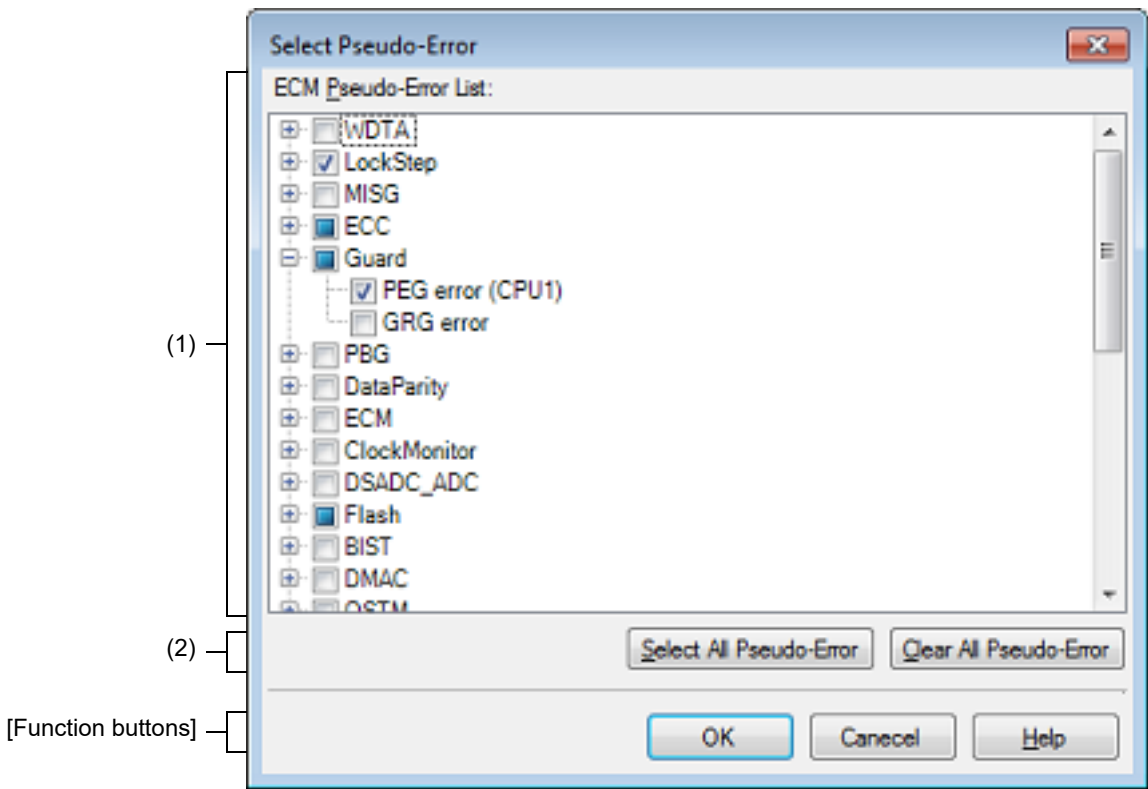 Select Pseudo-Error
ECM Pseudo-Error List:
WDTA
LockStep
MISG
ECC
Guard
PEG error (CPU1)
GRG error
(1)
PBG
DataParity
ECM
ClockMonitor
DSADC_ADC
Flash
BIST
DMAC
OSTM
(2)
Select All Pseudo-Error Clear All Pseudo-Error
[Function buttons]
OK Canecel Help